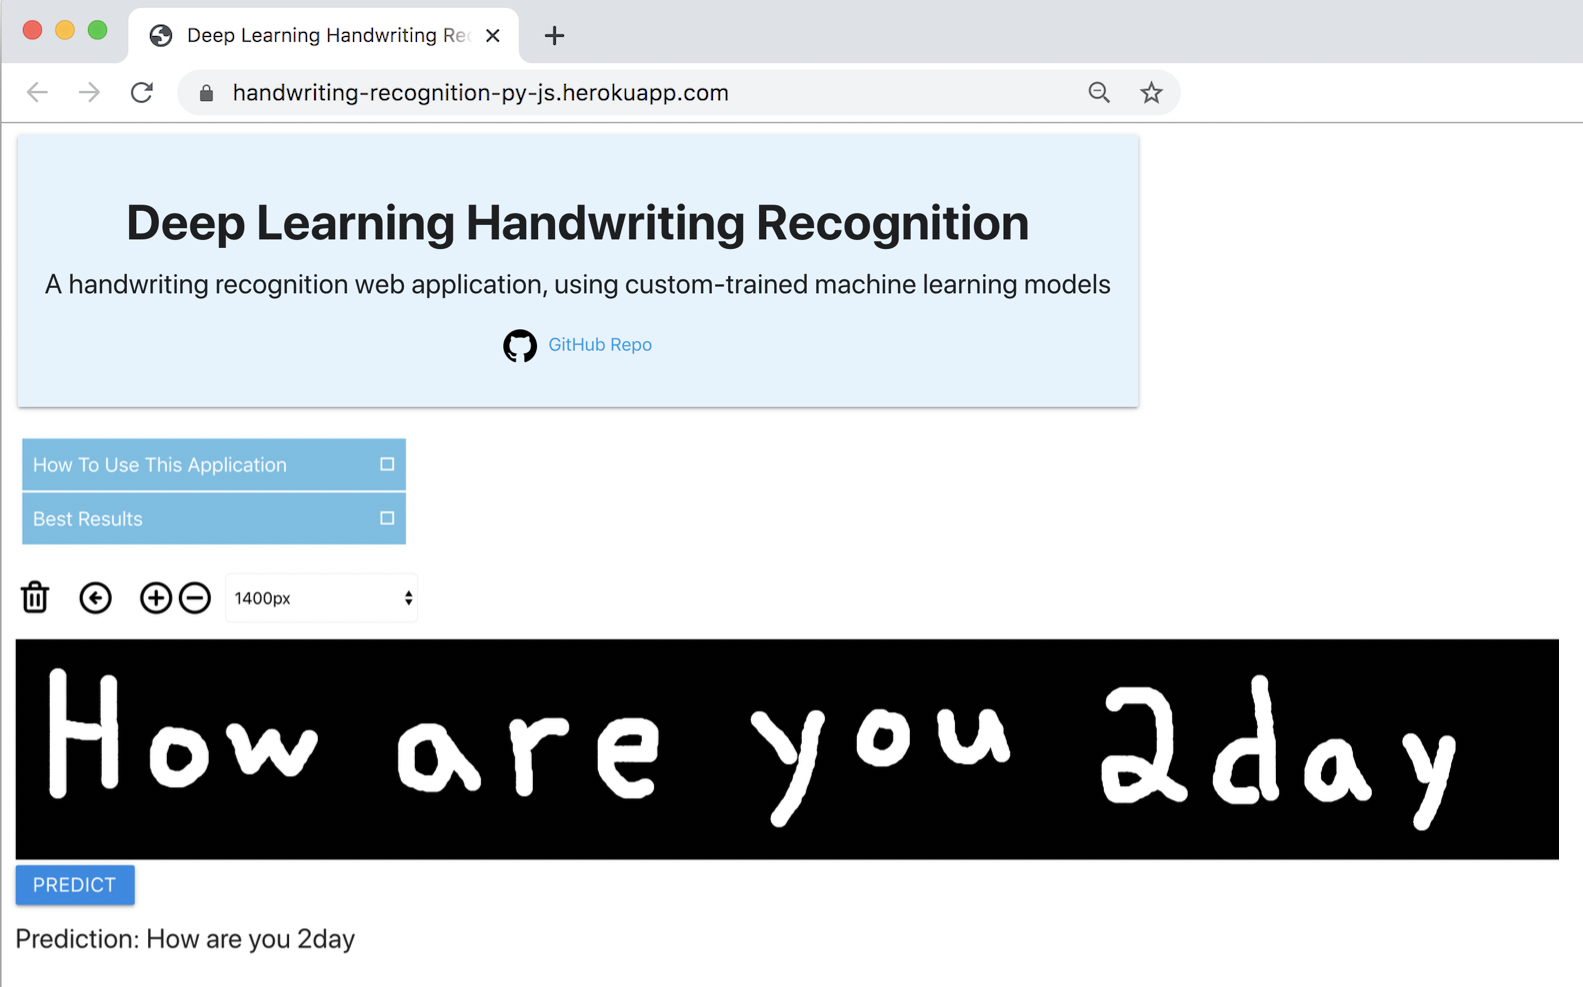 Deep Learning Handwriting Rec
handwriting-recognition-py-js.herokuapp.com
Deep Learning Handwriting Recognition
A handwriting recognition web application, using custom-trained machine learning models
GitHub Repo
How To Use This Application
Best Results
1400px
How are you 2day
PREDICT
Prediction: How are you 2day